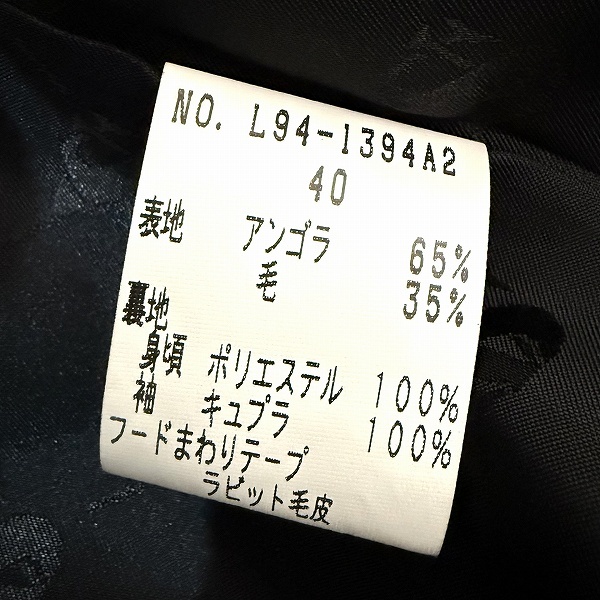 NO. L94-1394A2
40
表地 アンゴラ 65%
毛 35%
裏地
身頃 ポリエステル 100%
袖 キュプラ 100%
フードまわりテープ
ラビット毛皮